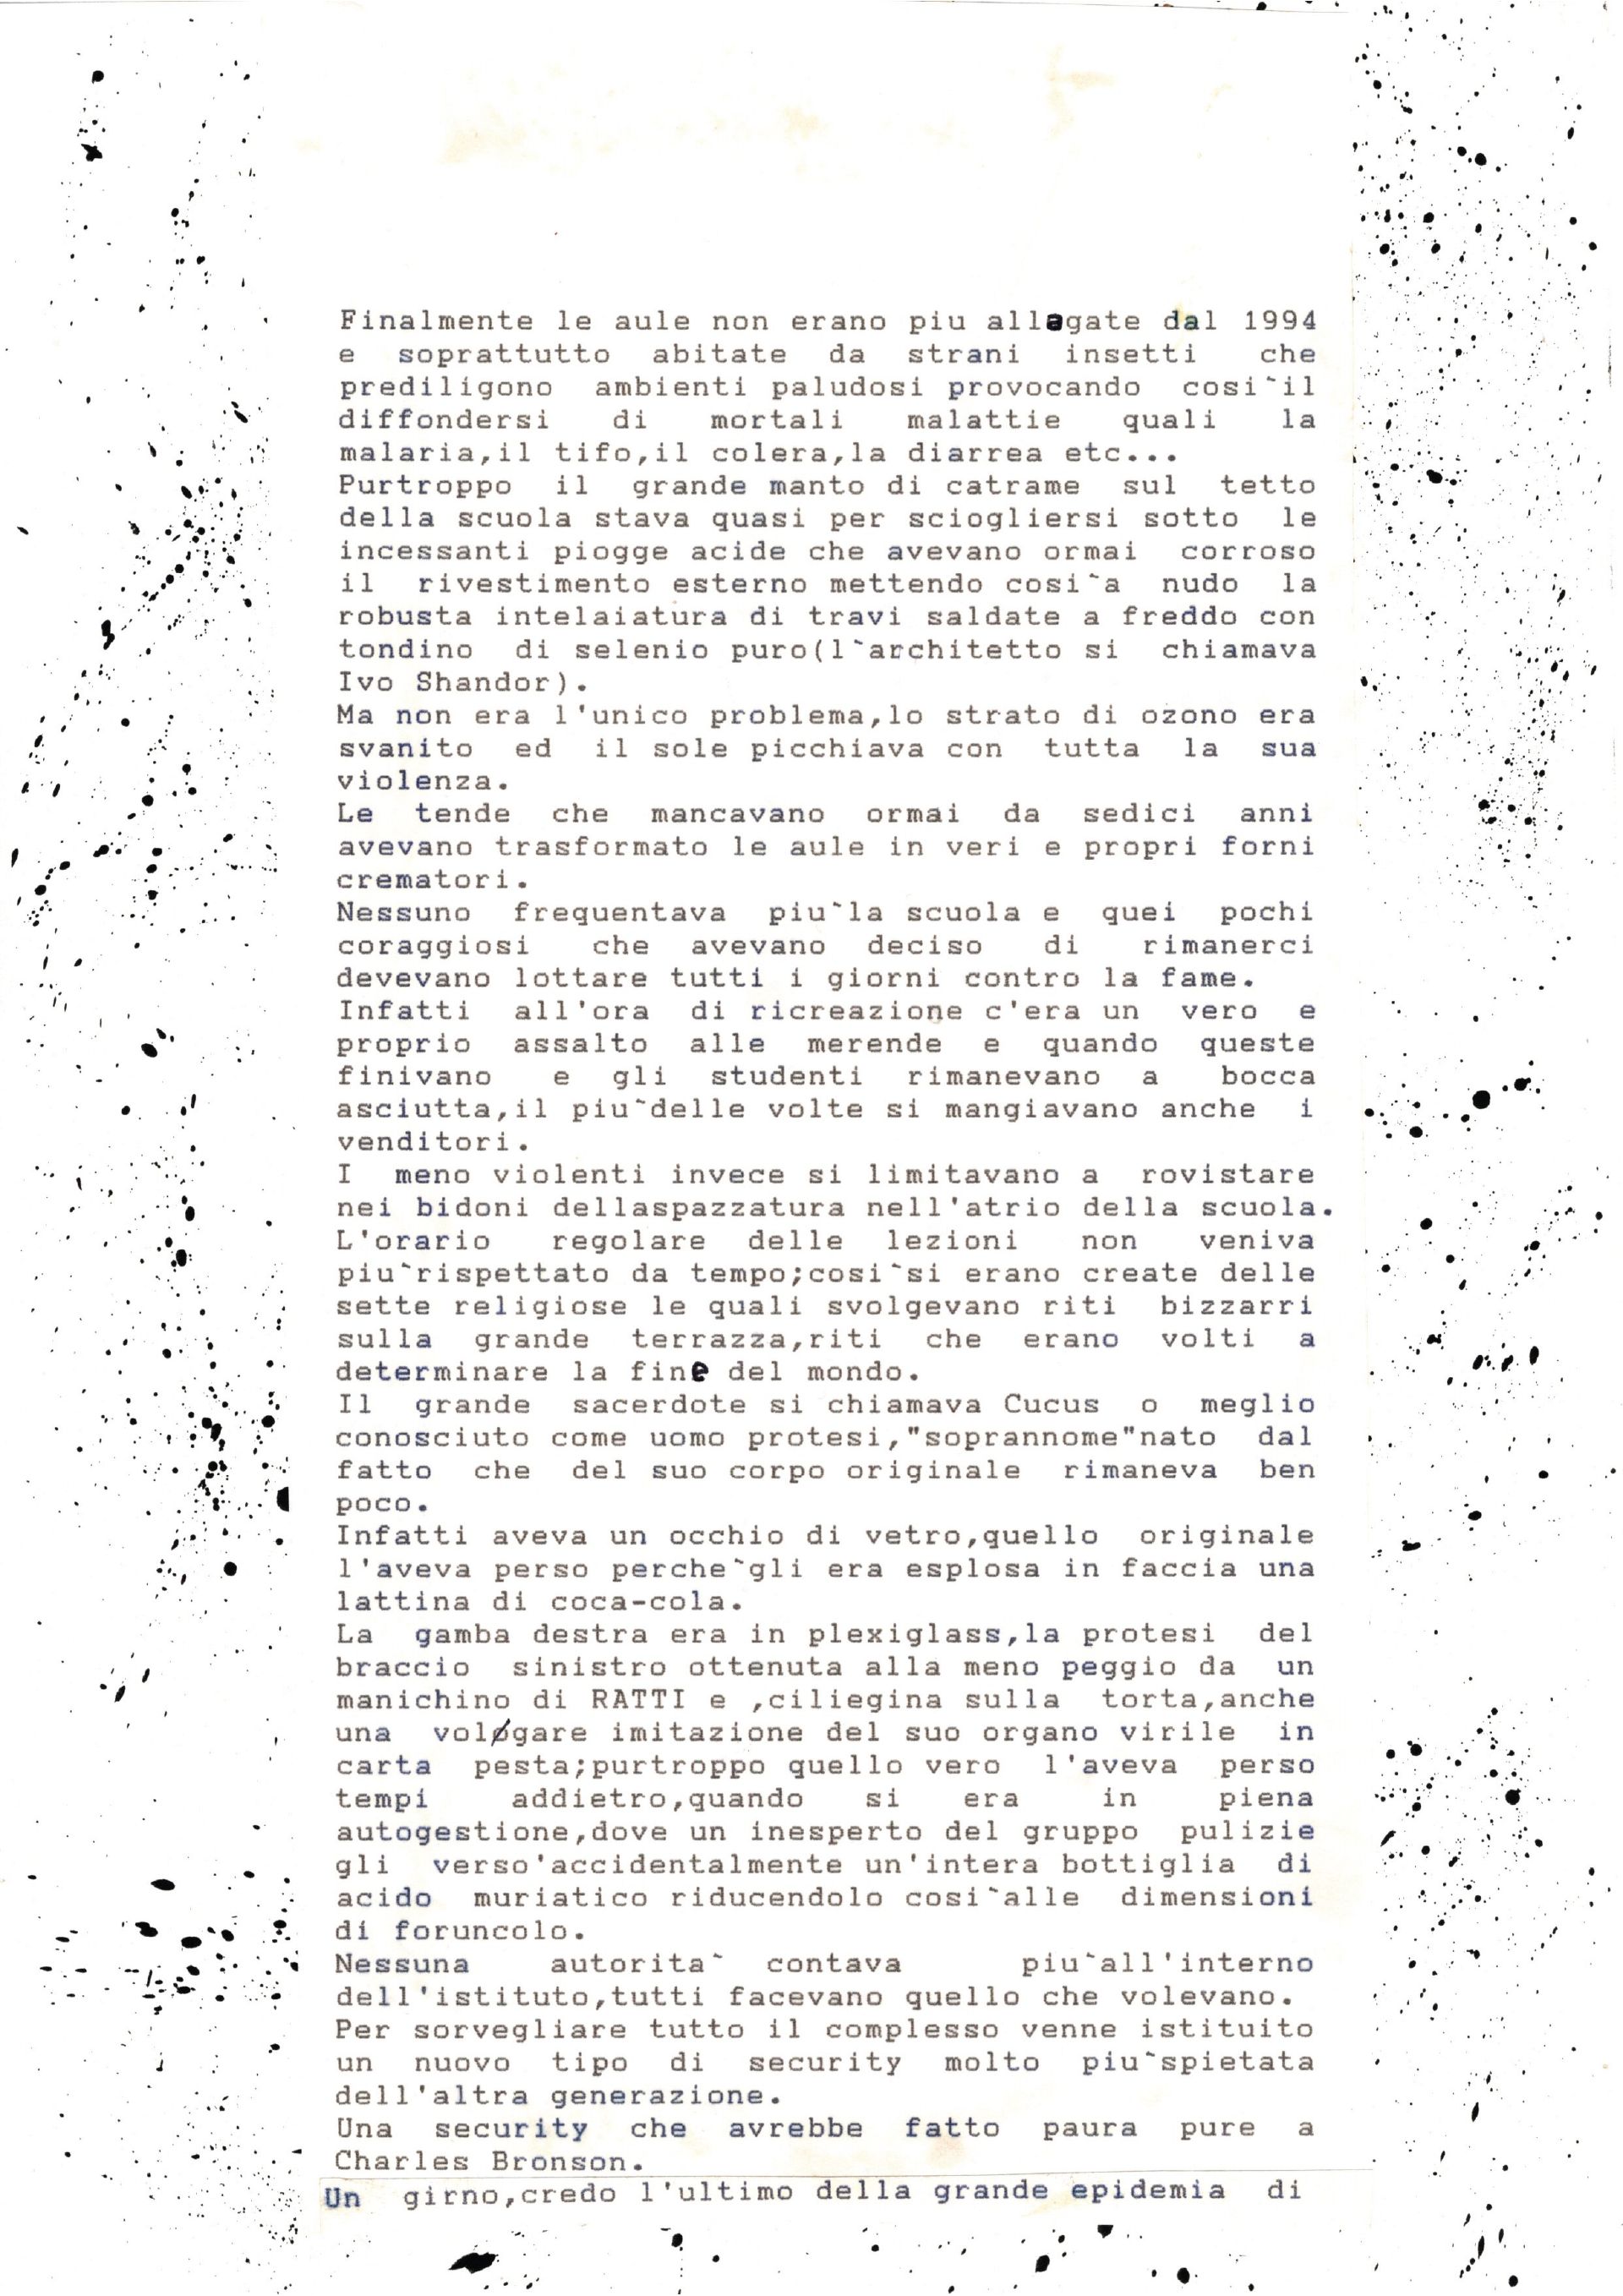 Finalmente le aule non erano piu allagate dal 1994
e soprattutto abitate da strani insetti che
prediligono ambienti paludosi provocando cosi`il
diffondersi di mortali malattie quali la
malaria,il tifo,il colera,la diarrea etc...
Purtroppo il grande manto di catrame sul tetto
della scuola stava quasi per sciogliersi sotto le
incessanti piogge acide che avevano ormai corroso
il rivestimento esterno mettendo cosi`a nudo la
robusta intelaiatura di travi saldate a freddo con
tondino di selenio puro(l`architetto si chiamava
Ivo Shandor).
Ma non era l'unico problema,lo strato di ozono era
svanito ed il sole picchiava con tutta la sua
violenza.
Le tende che mancavano ormai da sedici anni
avevano trasformato le aule in veri e propri forni
crematori.
Nessuno frequentava piu`la scuola e quei pochi
coraggiosi che avevano deciso di rimanerci
devevano lottare tutti i giorni contro la fame.
Infatti all'ora di ricreazione c'era un vero e
proprio assalto alle merende e quando queste
finivano e gli studenti rimanevano a bocca
asciutta,il piu`delle volte si mangiavano anche i
venditori.
I meno violenti invece si limitavano a rovistare
nei bidoni dellaspazzatura nell'atrio della scuola.
L'orario regolare delle lezioni non veniva
piu`rispettato da tempo;cosi`si erano create delle
sette religiose le quali svolgevano riti bizzarri
sulla grande terrazza,riti che erano volti a
determinare la fine del mondo.
Il grande sacerdote si chiamava Cucus o meglio
conosciuto come uomo protesi,"soprannome"nato dal
fatto che del suo corpo originale rimaneva ben
poco.
Infatti aveva un occhio di vetro,quello originale
l'aveva perso perche`gli era esplosa in faccia una
lattina di coca-cola.
La gamba destra era in plexiglass,la protesi del
braccio sinistro ottenuta alla meno peggio da un
manichino di RATTI e ,ciliegina sulla torta,anche
una voløgare imitazione del suo organo virile in
carta pesta;purtroppo quello vero l'aveva perso
tempi addietro,quando si era in piena
autogestione,dove un inesperto del gruppo pulizie
gli verso'accidentalmente un'intera bottiglia di
acido muriatico riducendolo cosi`alle dimensioni
di foruncolo.
Nessuna autorita` contava piu`all'interno
dell'istituto,tutti facevano quello che volevano.
Per sorvegliare tutto il complesso venne istituito
un nuovo tipo di security molto piu`spietata
dell'altra generazione.
Una security che avrebbe fatto paura pure a
Charles Bronson.
Un girno,credo l'ultimo della grande epidemia di